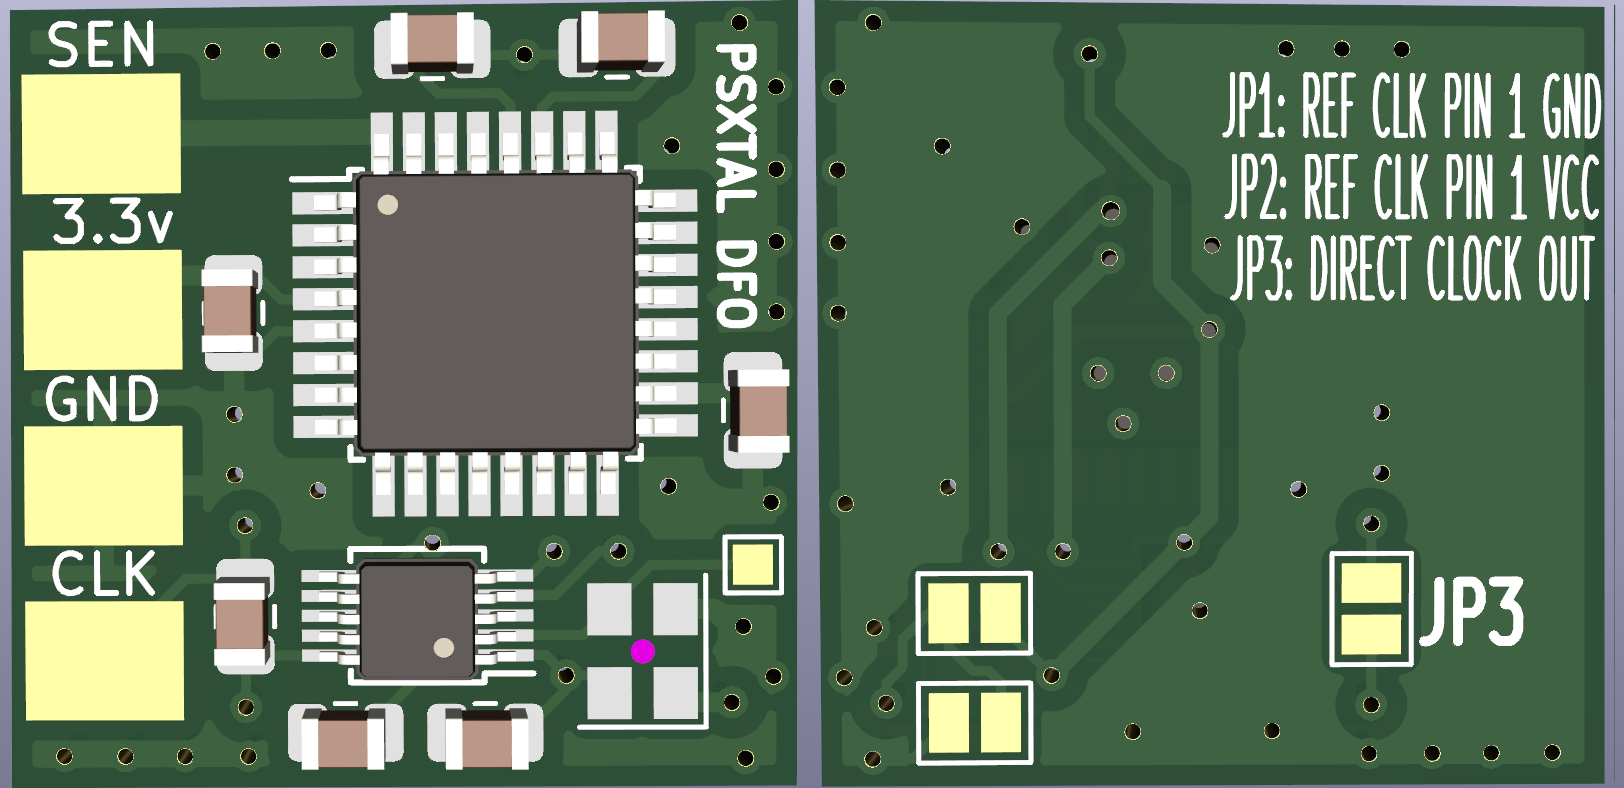 SEN
3.3v
GND
CLK
PSXTAL DFO
JP1: REF CLK PIN 1 GND
JP2: REF CLK PIN 1 VCC
JP3: DIRECT CLOCK OUT
JP3